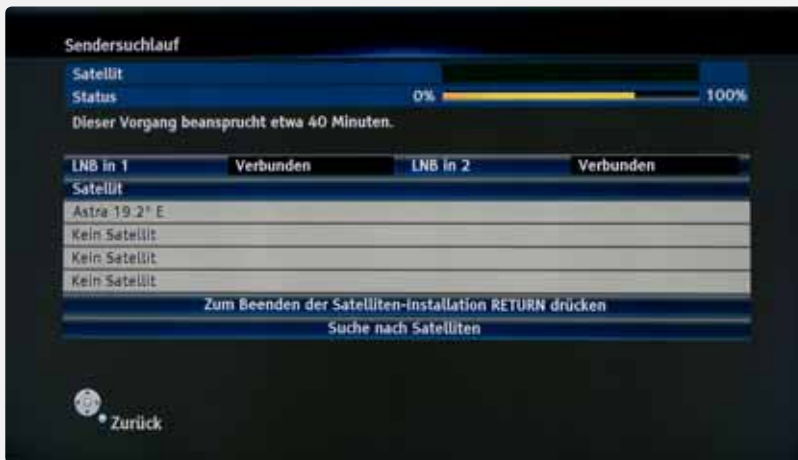 Sendersuchlauf
Satellit
Status 0% 100%
Dieser Vorgang beansprucht etwa 40 Minuten.
LNB in 1 Verbunden LNB in 2 Verbunden
Satellit
Astra 19.2° E
Kein Satellit
Kein Satellit
Kein Satellit
Zum Beenden der Satelliten-Installation RETURN drücken
Suche nach Satelliten
Zurück